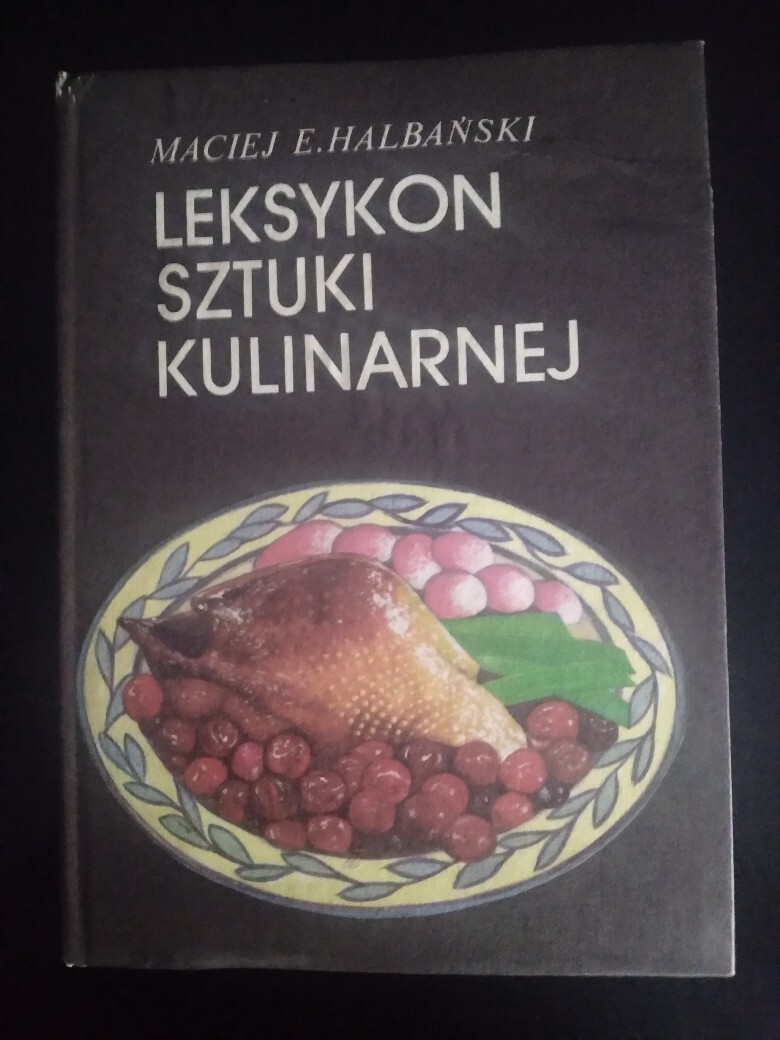 MACIEJ E. HALBAŃSKI
LEKSYKON
SZTUKI
KULINARNEJ